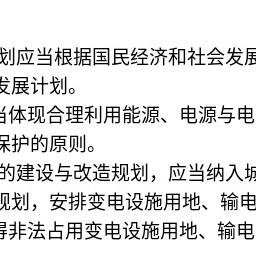 划应当根据国民经济和社会发展
发展计划。
当体现合理利用能源、电源与电
保护的原则。
的建设与改造规划，应当纳入城
规划，安排变电设施用地、输电
得非法占用变电设施用地、输电